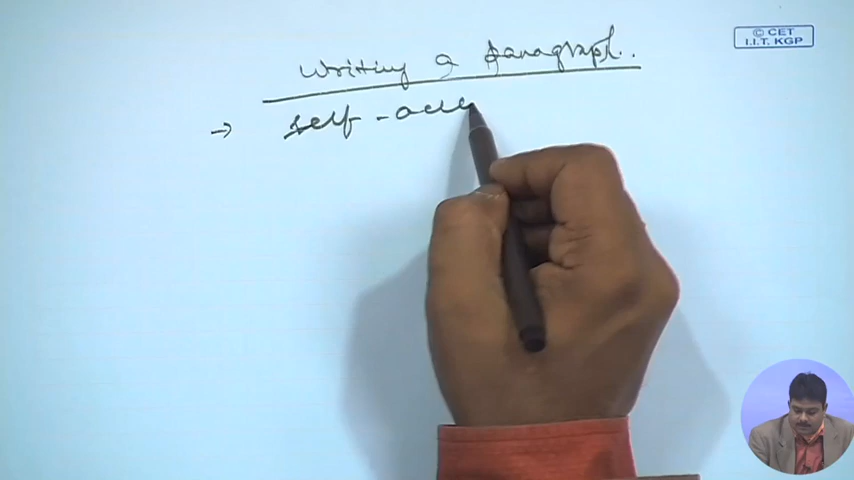 © CET
I.I.T. KGP
Writing a paragraph.
→ self-